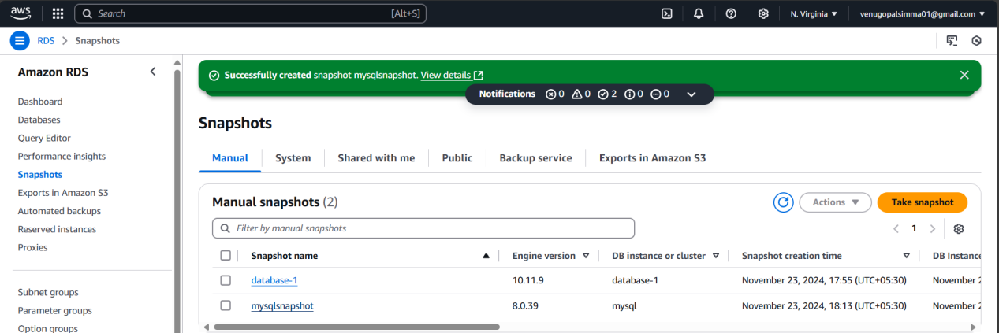 aws Search [Alt+S] N. Virginia venugopalsimma01@gmail.com
RDS Snapshots
Amazon RDS
Dashboard
Databases
Query Editor
Performance insights
Snapshots
Exports in Amazon S3
Automated backups
Reserved instances
Proxies
Subnet groups
Parameter groups
Option groups
Successfully created snapshot mysqlsnapshot. View details
Notifications 0 0 2 0 0
Snapshots
Manual System Shared with me Public Backup service Exports in Amazon S3
Manual snapshots (2) Actions Take snapshot
Filter by manual snapshots 1
Snapshot name Engine version DB instance or cluster Snapshot creation time DB Instance
database-1 10.11.9 database-1 November 23, 2024, 17:55 (UTC+05:30) November 2
mysqlsnapshot 8.0.39 mysql November 23, 2024, 18:13 (UTC+05:30) November 2